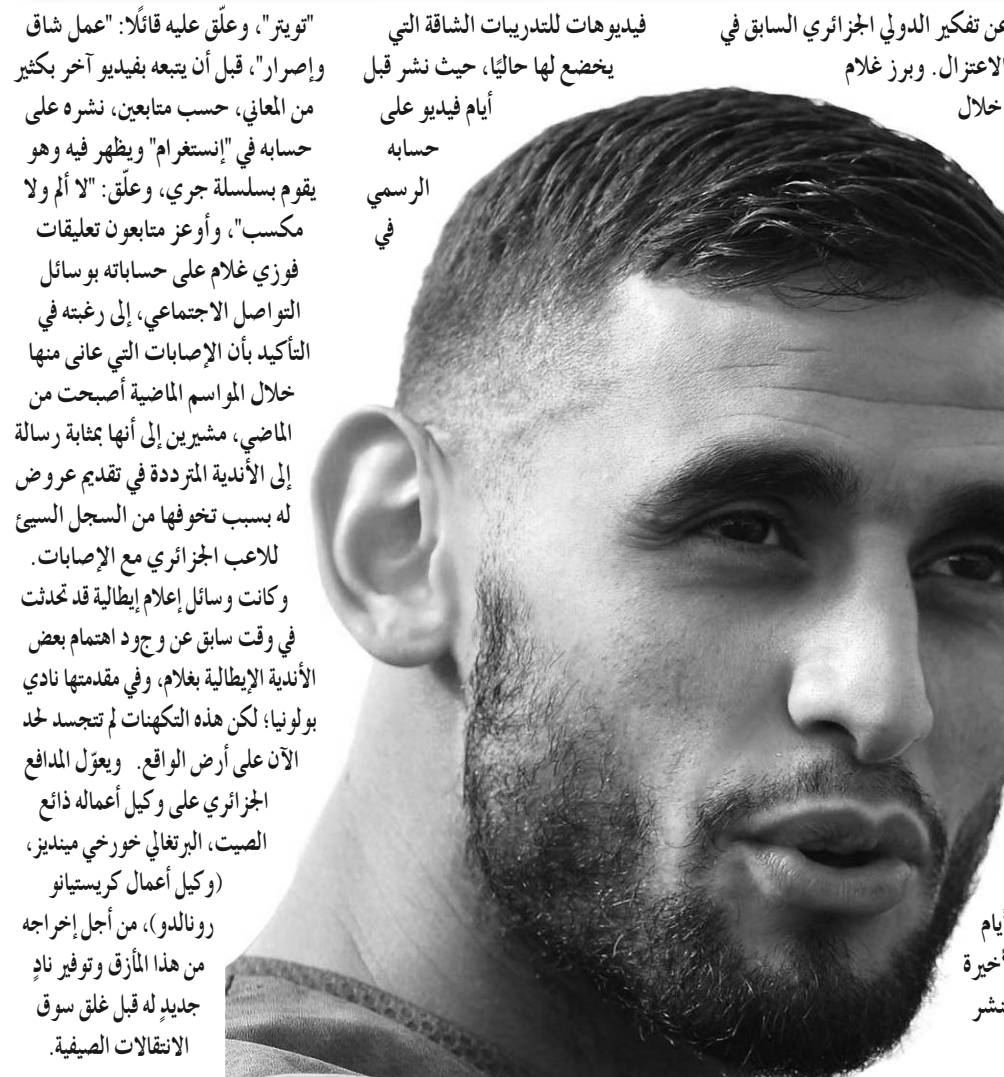 عن تفكير الدولي الجزائري السابق في
الاعتزال. وبرز غلام
خلال
أيام
نشر
فيديوهات للتدريبات الشاقة التي
يخضع لها حاليًا، حيث نشر قبل
أيام فيديو على
حسابه
الرسمي
في
"تويتر"، وعلّق عليه قائلًا: "عمل شاق
وإصرار"، قبل أن يتبعه بفيديو آخر بكثير
من المعاني، حسب متابعين، نشره على
حسابه في "إنستغرام" ويظهر فيه وهو
يقوم بسلسلة جري، وعلّق: "لا ألم ولا
مكسب"، وأوعز متابعون تعليقات
فوزي غلام على حساباته بوسائل
التواصل الاجتماعي، إلى رغبته في
التأكيد بأن الإصابات التي عانى منها
خلال المواسم الماضية أصبحت من
الماضي، مشيرين إلى أنها بمثابة رسالة
إلى الأندية المترددة في تقديم عروض
له بسبب تخوفها من السجل السيئ
للاعب الجزائري مع الإصابات.
وكانت وسائل إعلام إيطالية قد تحدثت
في وقت سابق عن وجود اهتمام بعض
الأندية الإيطالية بغلام، وفي مقدمتها نادي
بولونيا؛ لكن هذه التكهنات لم تتجسد لحد
الآن على أرض الواقع. ويعوّل المدافع
الجزائري على وكيل أعماله ذائع
الصيت، البرتغالي خورخي مينديز،
(وكيل أعمال كريستيانو
رونالدو)، من أجل إخراجه
من هذا المأزق وتوفير نادٍ
جديدٍ له قبل غلق سوق
الانتقالات الصيفية.